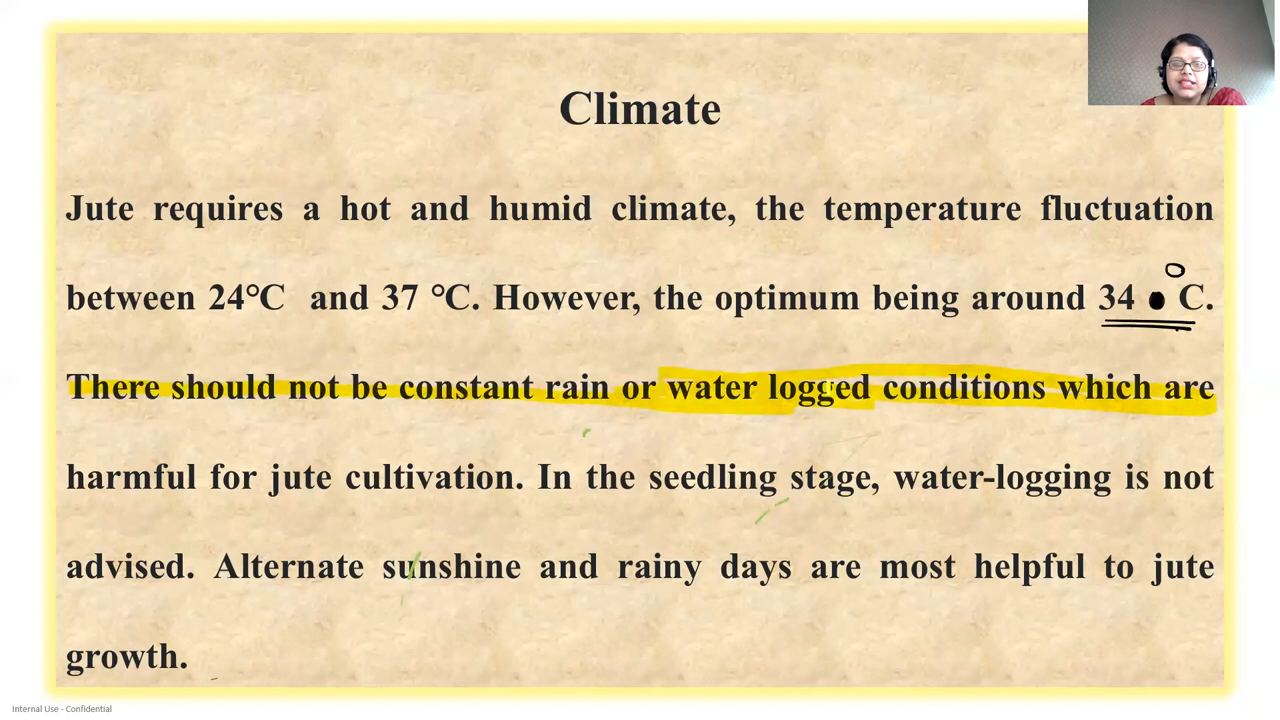 Climate
Jute requires a hot and humid climate, the temperature fluctuation
between 24°C and 37 °C. However, the optimum being around 34 • C.
There should not be constant rain or water logged conditions which are
harmful for jute cultivation. In the seedling stage, water-logging is not
advised. Alternate sunshine and rainy days are most helpful to jute
growth.
Internal Use - Confidential